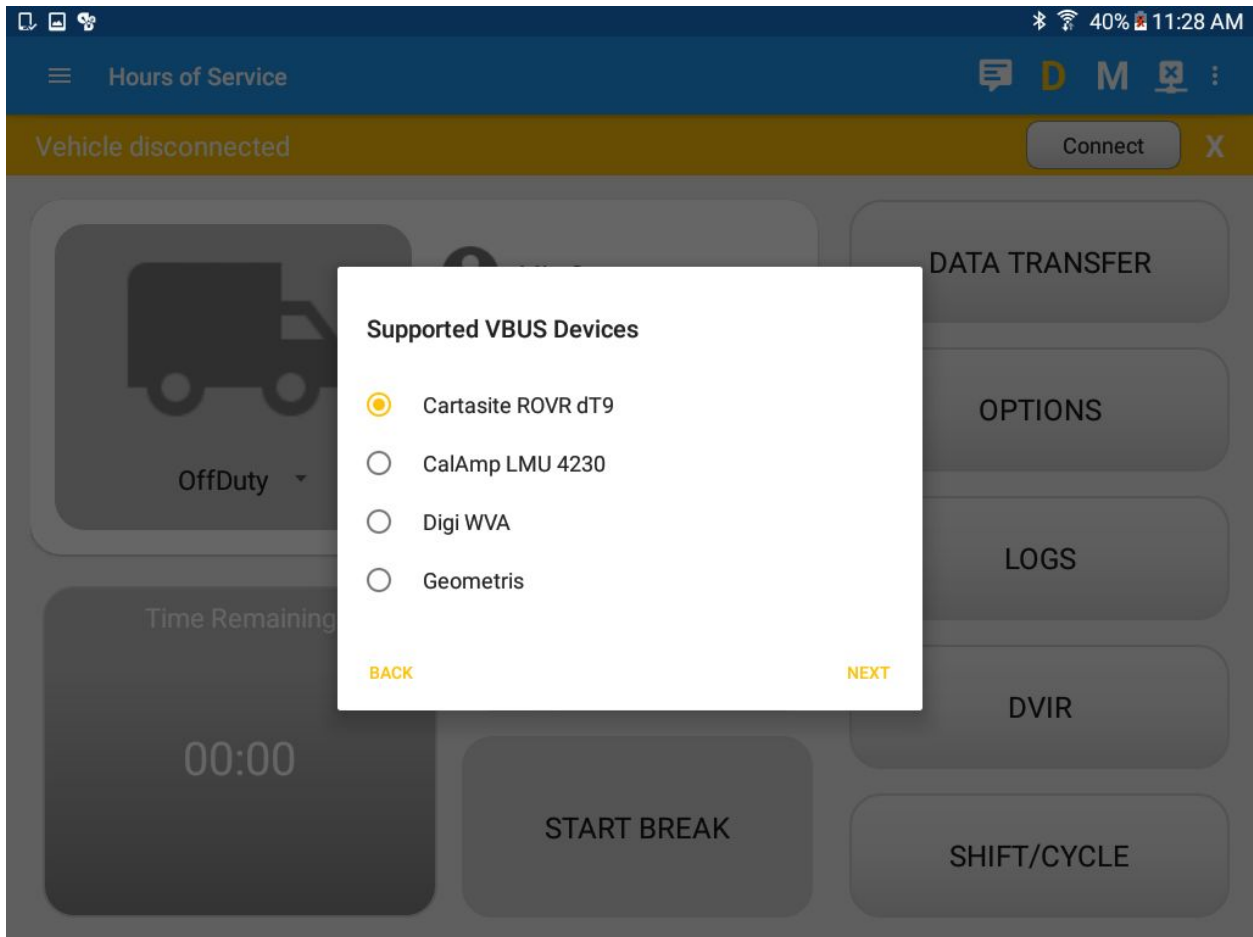 40% 11:28 AM
Hours of Service
D M
Vehicle disconnected
Connect X
DATA TRANSFER
OPTIONS
LOGS
DVIR
SHIFT/CYCLE
OffDuty
Supported VBUS Devices
Cartasite ROVR dT9
CalAmp LMU 4230
Digi WVA
Geometris
BACK NEXT
Time Remaining
00:00
START BREAK